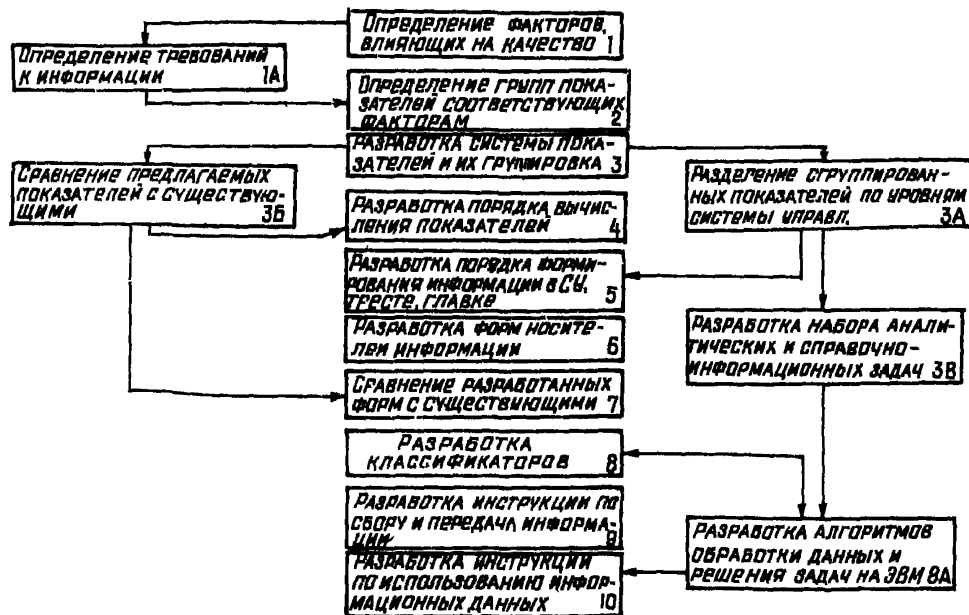 ОПРЕДЕЛЕНИЕ ФАКТОРОВ,
ВЛИЯЮЩИХ НА КАЧЕСТВО 1
ОПРЕДЕЛЕНИЕ ТРЕБОВАНИЙ
К ИНФОРМАЦИИ 1А
ОПРЕДЕЛЕНИЕ ГРУПП ПОКА-
ЗАТЕЛЕЙ СООТВЕТСТВУЮЩИХ
ФАКТОРАМ 2
РАЗРАБОТКА СИСТЕМЫ ПОКА-
ЗАТЕЛЕЙ И ИХ ГРУППИРОВКА 3
СРАВНЕНИЕ ПРЕДЛАГАЕМЫХ
ПОКАЗАТЕЛЕЙ С СУЩЕСТВУЮ-
ЩИМИ 3Б
РАЗДЕЛЕНИЕ СГРУППИРОВАН-
НЫХ ПОКАЗАТЕЛЕЙ ПО УРОВНЯМ
СИСТЕМЫ УПРАВЛ. 3А
РАЗРАБОТКА ПОРЯДКА ВЫЧИС-
ЛЕНИЯ ПОКАЗАТЕЛЕЙ 4
РАЗРАБОТКА ПОРЯДКА ФОРМИ-
РОВАНИЯ ИНФОРМАЦИИ В СУ,
ТРЕСТЕ, ГЛАВКЕ 5
РАЗРАБОТКА ФОРМ НОСИТЕ-
ЛЕЙ ИНФОРМАЦИИ 6
РАЗРАБОТКА НАБОРА АНАЛИ-
ТИЧЕСКИХ И СПРАВОЧНО-
ИНФОРМАЦИОННЫХ ЗАДАЧ 3В
СРАВНЕНИЕ РАЗРАБОТАННЫХ
ФОРМ С СУЩЕСТВУЮЩИМИ 7
РАЗРАБОТКА
КЛАССИФИКАТОРОВ 8
РАЗРАБОТКА ИНСТРУКЦИИ ПО
СБОРУ И ПЕРЕДАЧА ИНФОРМА-
ЦИИ 9
РАЗРАБОТКА АЛГОРИТМОВ
ОБРАБОТКИ ДАННЫХ И
РЕШЕНИЯ ЗАДАЧ НА ЭВМ 8А
РАЗРАБОТКА ИНСТРУКЦИИ
ПО ИСПОЛЬЗОВАНИЮ ИНФОР-
МАЦИОННЫХ ДАННЫХ 10